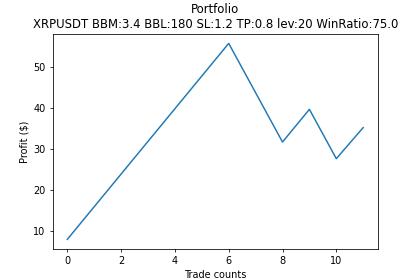 Portfolio
XRPUSDT BBM:3.4 BBL:180 SL:1.2 TP:0.8 lev:20 WinRatio:75.0
Profit ($)
50
40
30
20
10
0
2
4
6
8
10
Trade counts